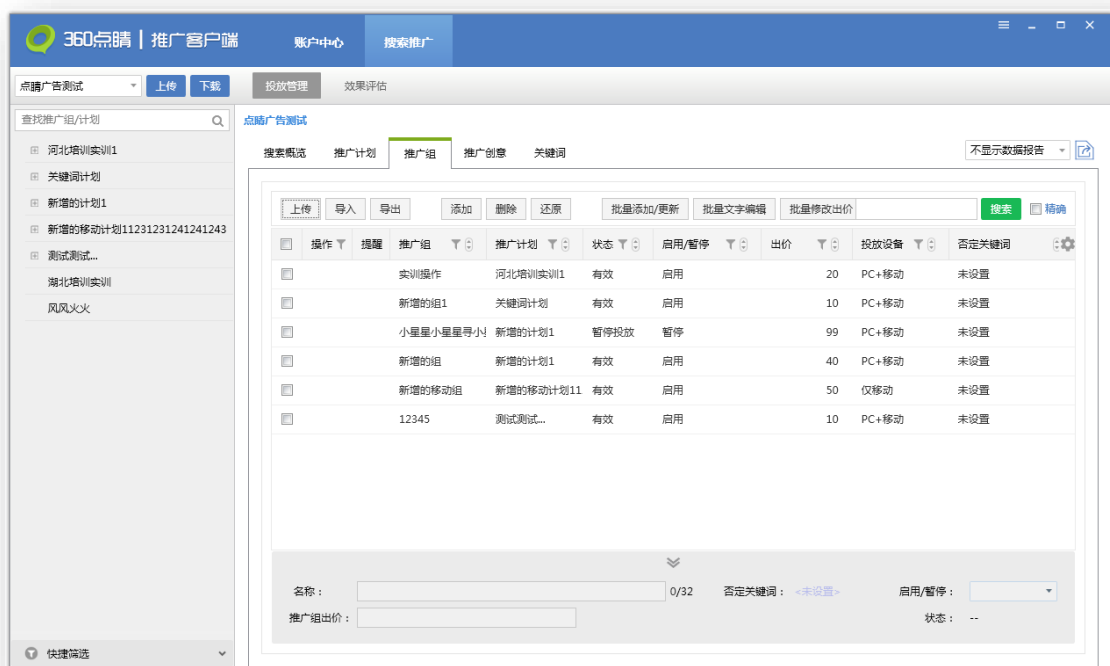 360点睛 | 推广客户端 账户中心 搜索推广
点睛广告测试 上传 下载 投放管理 效果评估
查找推广组/计划 点睛广告测试
河北培训实训1
关键词计划
新增的计划1
新增的移动计划11231231241241243
测试测试...
湖北培训实训
风风火火
快捷筛选
搜索概览 推广计划 推广组 推广创意 关键词 不显示数据报告
上传 导入 导出 添加 删除 还原 批量添加/更新 批量文字编辑 批量修改出价 搜索 精确
操作 提醒 推广组 推广计划 状态 启用/暂停 出价 投放设备 否定关键词
实训操作 河北培训实训1 有效 启用 20 PC+移动 未设置
新增的组1 关键词计划 有效 启用 10 PC+移动 未设置
小星星小星星寻小 新增的计划1 暂停投放 暂停 99 PC+移动 未设置
新增的组 新增的计划1 有效 启用 40 PC+移动 未设置
新增的移动组 新增的移动计划11 有效 启用 50 仅移动 未设置
12345 测试测试... 有效 启用 10 PC+移动 未设置
名称： 0/32 否定关键词： <未设置> 启用/暂停：
推广组出价： 状态： --